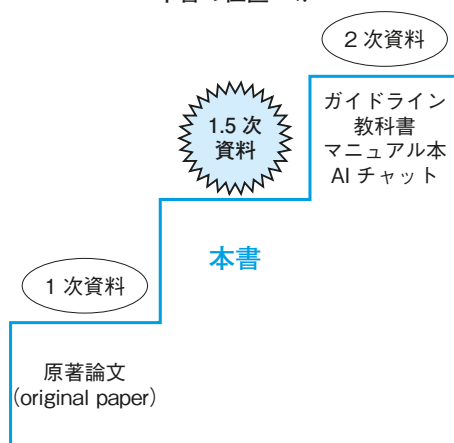 2 次資料
ガイドライン
教科書
マニュアル本
AI チャット
1.5 次
資料
本書
1 次資料
原著論文
(original paper)